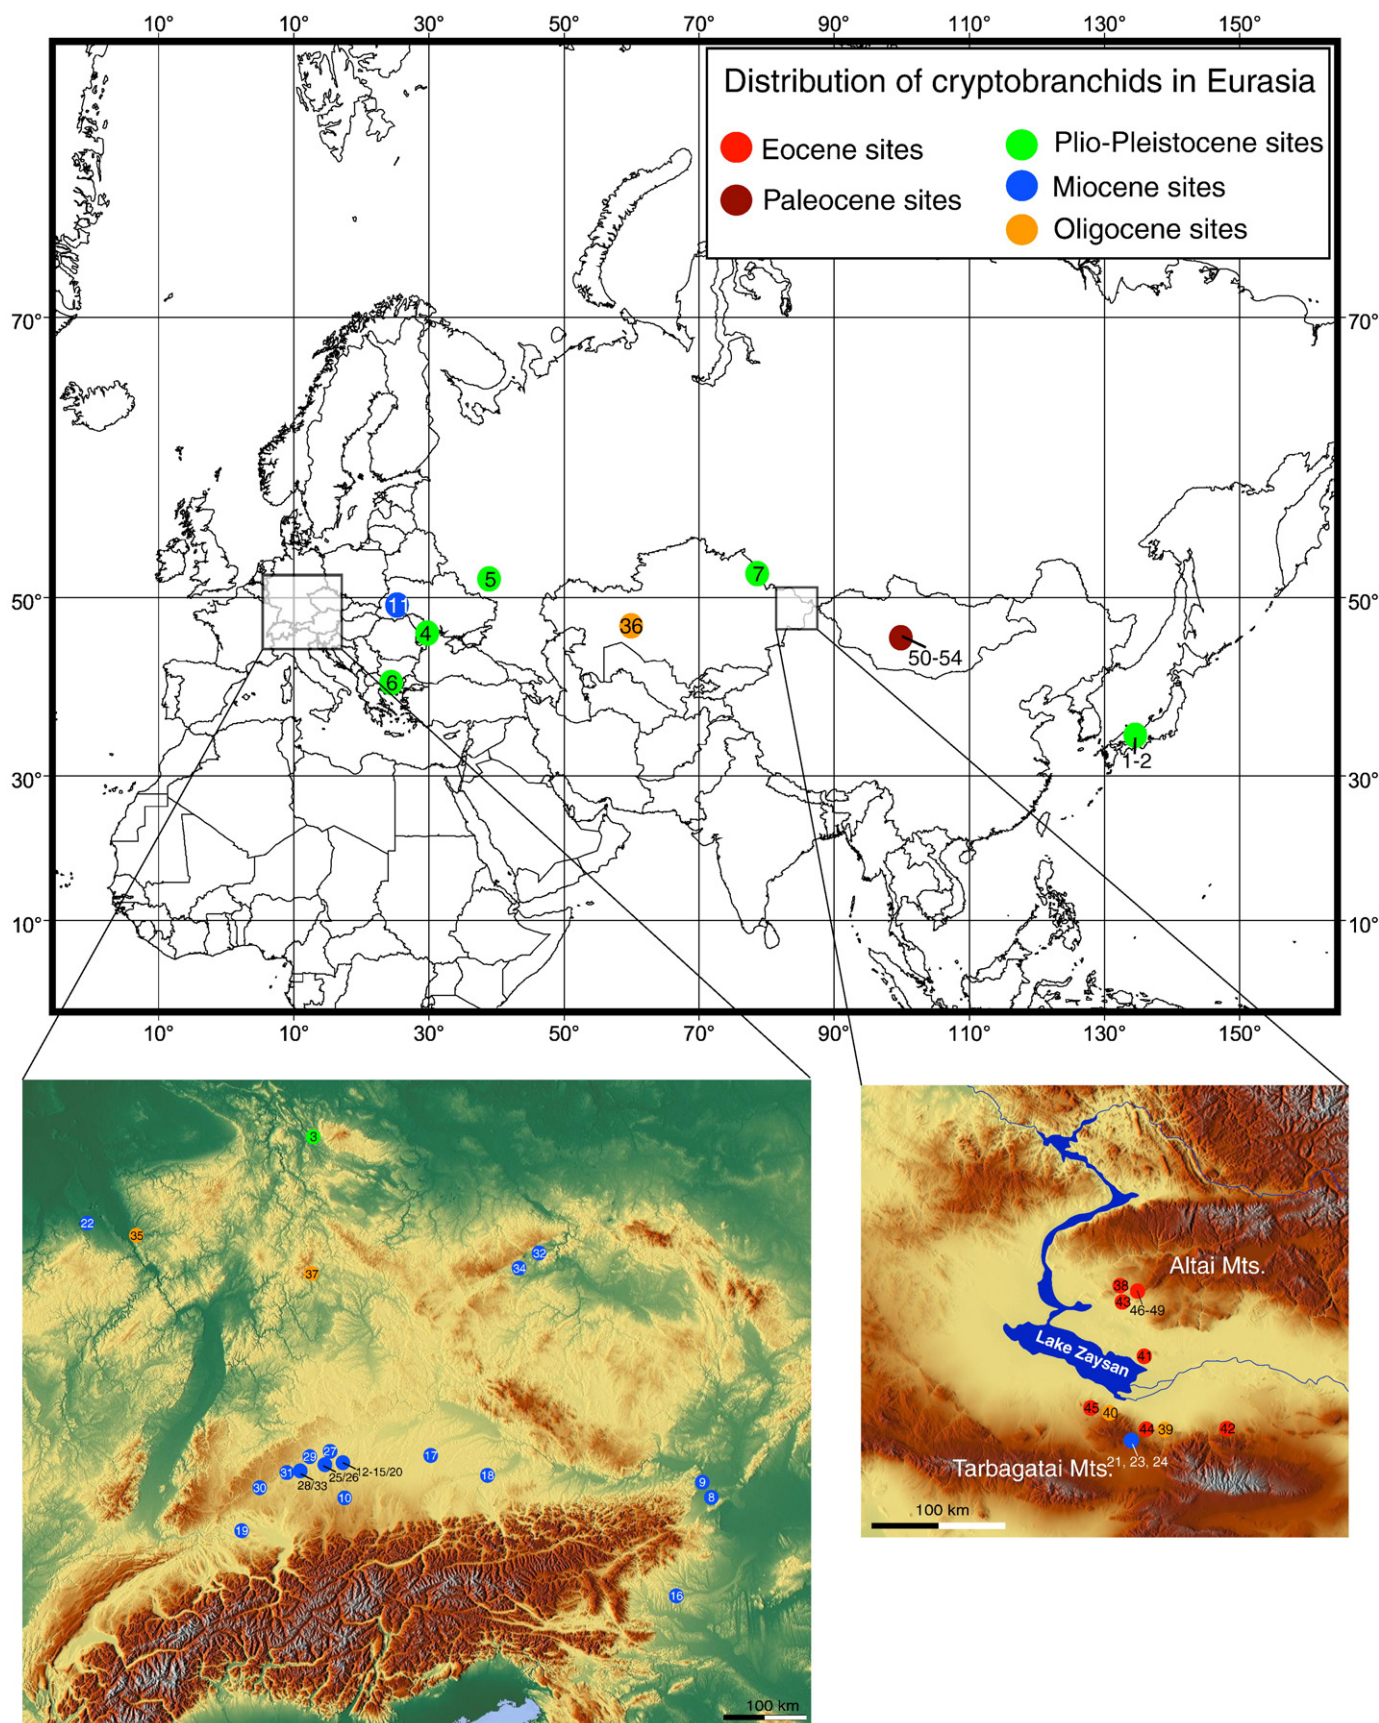 10° 10° 30° 50° 70° 90° 110° 130° 150°
Distribution of cryptobranchids in Eurasia
Eocene sites
Paleocene sites
Plio-Pleistocene sites
Miocene sites
Oligocene sites
70° 70°
5
7
50° 50°
11
4
36
50-54
6
1-2
30° 30°
10° 10°
10° 10° 30° 50° 70° 90° 110° 130° 150°
3
22
35
37
32
34
27
29
17
12-15/20
25/26
31
28/33
18
30
10
9
8
19
16
100 km
Altai Mts.
38
43
46-49
Lake Zaysan
41
45
40
44
39
42
21, 23, 24
Tarbagatai Mts.
100 km